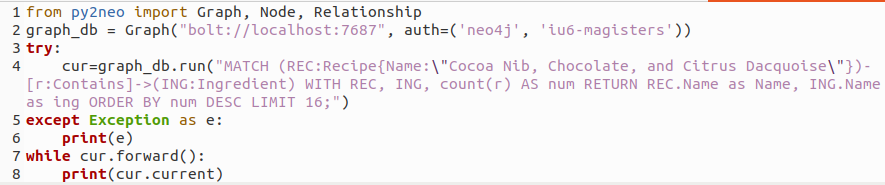 1 from py2neo import Graph, Node, Relationship
2 graph_db = Graph("bolt://localhost:7687", auth=('neo4j', 'iu6-magisters'))
3 try:
4     cur=graph_db.run("MATCH (REC:Recipe{Name:\"Cocoa Nib, Chocolate, and Citrus Dacquoise\"})-
[r:Contains]->(ING:Ingredient) WITH REC, ING, count(r) AS num RETURN REC.Name as Name, ING.Name
as ing ORDER BY num DESC LIMIT 16;")
5 except Exception as e:
6     print(e)
7 while cur.forward():
8     print(cur.current)